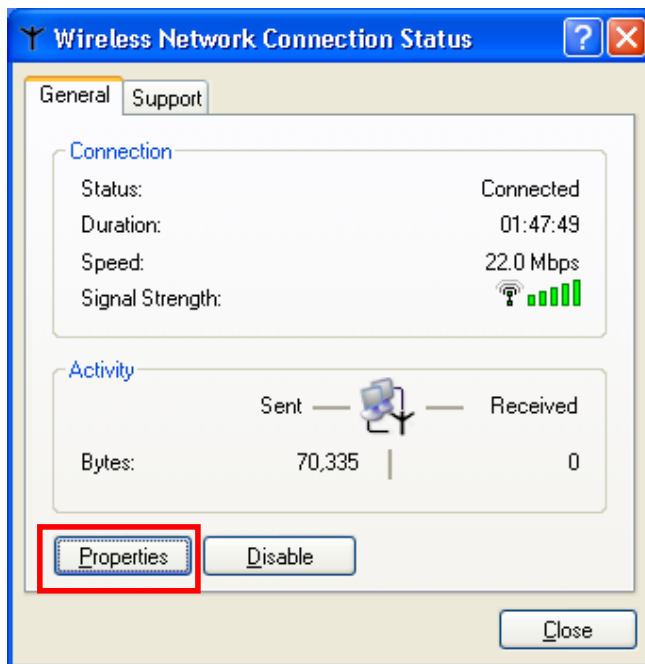 Wireless Network Connection Status
General Support
Connection
Status: Connected
Duration: 01:47:49
Speed: 22.0 Mbps
Signal Strength:
Activity
Sent Received
Bytes: 70,335 0
Properties Disable
Close